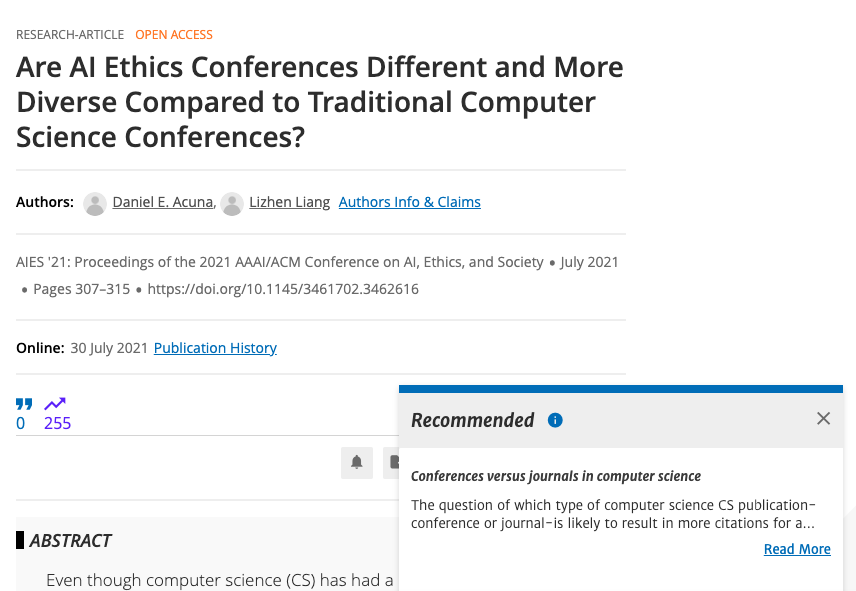 RESEARCH-ARTICLE OPEN ACCESS
Are AI Ethics Conferences Different and More
Diverse Compared to Traditional Computer
Science Conferences?
Authors: Daniel E. Acuna, Lizhen Liang Authors Info & Claims
AIES '21: Proceedings of the 2021 AAAI/ACM Conference on AI, Ethics, and Society • July 2021
• Pages 307–315 • https://doi.org/10.1145/3461702.3462616
Online: 30 July 2021 Publication History
0 255
ABSTRACT
Even though computer science (CS) has had a
Recommended
Conferences versus journals in computer science
The question of which type of computer science CS publication-
conference or journal-is likely to result in more citations for a...
Read More